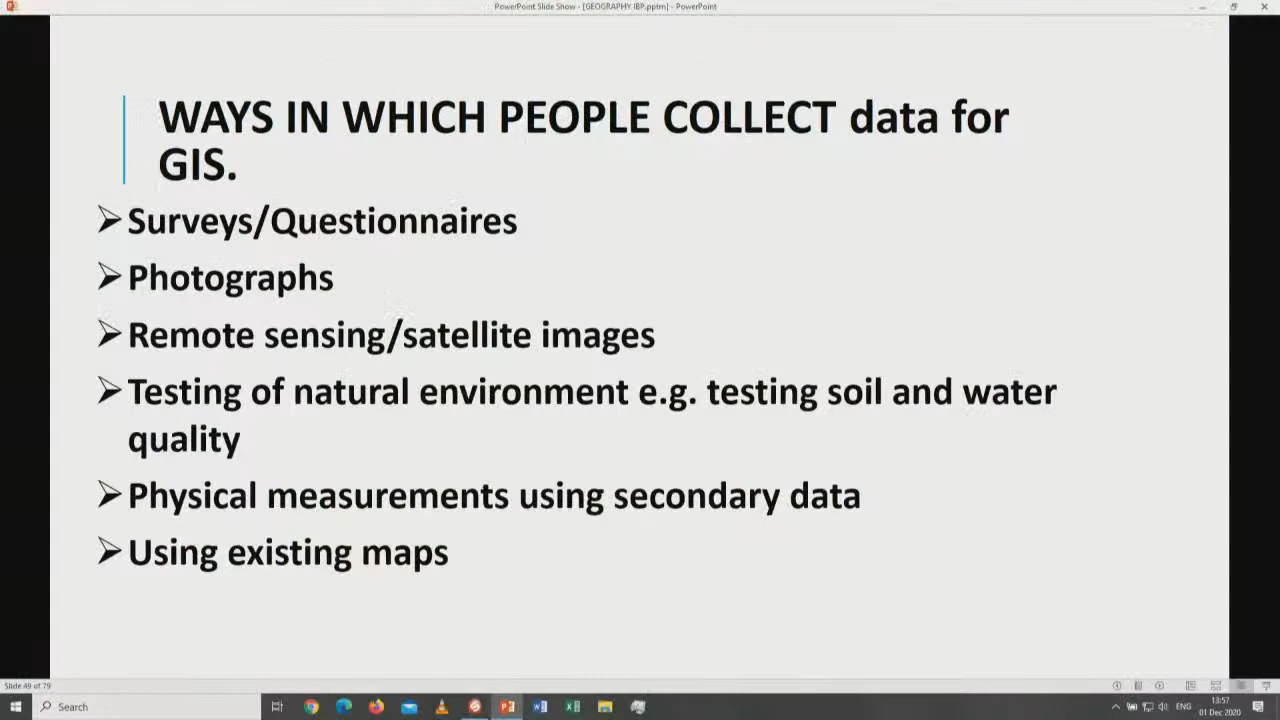 PowerPoint Slide Show - [GEOGRAPHY IBP.pptm] - PowerPoint
WAYS IN WHICH PEOPLE COLLECT data for
GIS.
Surveys/Questionnaires
Photographs
Remote sensing/satellite images
Testing of natural environment e.g. testing soil and water
quality
Physical measurements using secondary data
Using existing maps
Slide 49 of 79
Search
ENG
13:57
01 Dec 2020